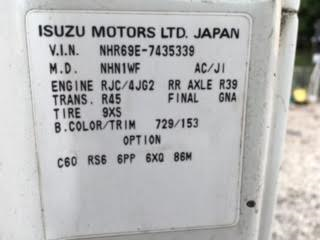 ISUZU MOTORS LTD. JAPAN
V.I.N. NHR69E-7435339
M.D. NHN1WF AC/JI
ENGINE RJC/4JG2 RR AXLE R39
TRANS. R45 FINAL GNA
TIRE 9XS
B.COLOR/TRIM 729/153
OPTION
C60 RS6 6PP 6XQ 86M